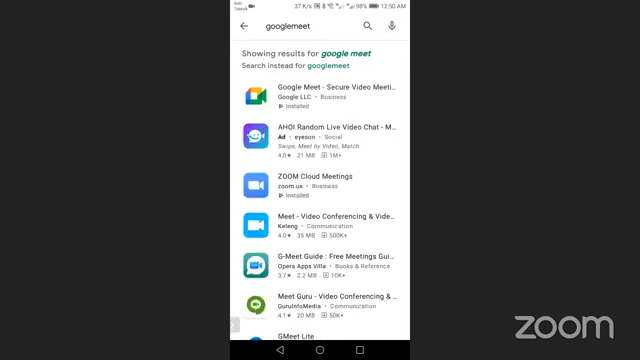 37 K/s 98% 12:50 AM
googlemeet
Showing results for google meet
Search instead for googlemeet
Google Meet - Secure Video Meeti...
Google LLC • Business
Installed
AHOI Random Live Video Chat - M...
Ad • eyeson • Social
Swipe, Meet by Video, Match
4.0★ 21 MB 1M+
ZOOM Cloud Meetings
zoom.us • Business
Installed
Meet - Video Conferencing & Vide...
Keleng • Communication
4.0★ 35 MB 500K+
G-Meet Guide : Free Meetings Gui...
Opera Apps Villa • Books & Reference
3.7★ 2.2 MB 10K+
Meet Guru - Video Conferencing & ...
GuruInfoMedia • Communication
4.1★ 20 MB 50K+
GMeet Lite
zoom